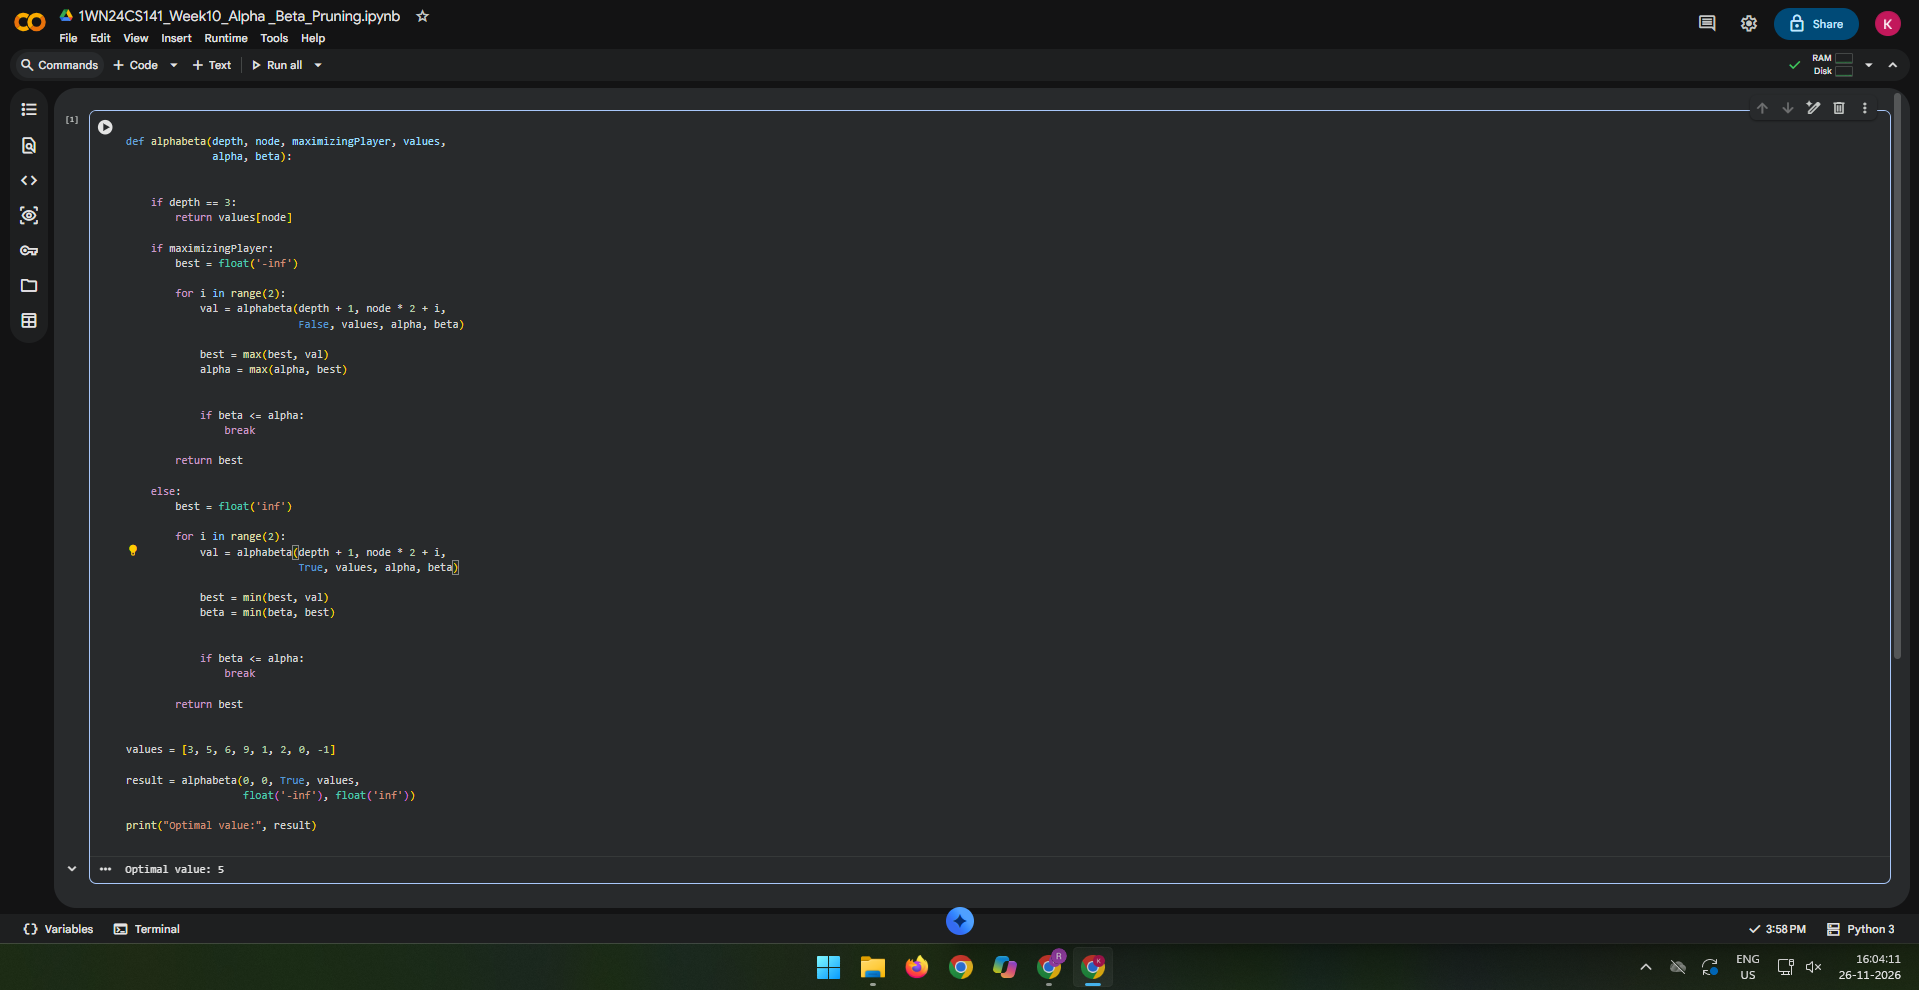 1WN24CS141_Week10_Alpha _Beta_Pruning.ipynb
File Edit View Insert Runtime Tools Help
Share
K
Commands + Code + Text Run all
RAM
Disk
[1]
def alphabeta(depth, node, maximizingPlayer, values,
              alpha, beta):
    if depth == 3:
        return values[node]
    if maximizingPlayer:
        best = float('-inf')
        for i in range(2):
            val = alphabeta(depth + 1, node * 2 + i,
                            False, values, alpha, beta)
            best = max(best, val)
            alpha = max(alpha, best)
            if beta <= alpha:
                break
        return best
    else:
        best = float('inf')
        for i in range(2):
            val = alphabeta(depth + 1, node * 2 + i,
                            True, values, alpha, beta)
            best = min(best, val)
            beta = min(beta, best)
            if beta <= alpha:
                break
        return best
values = [3, 5, 6, 9, 1, 2, 0, -1]
result = alphabeta(0, 0, True, values,
                   float('-inf'), float('inf'))
print("Optimal value:", result)
Optimal value: 5
Variables Terminal
3:58 PM Python 3
R
K
ENG
US
16:04:11
26-11-2026